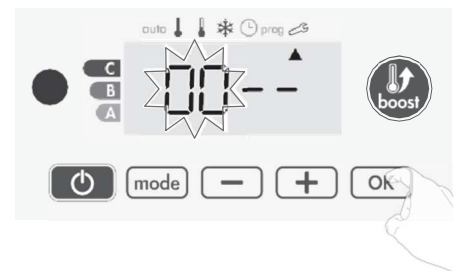 auto prog
C
B
A
00--
boost
mode - + OK